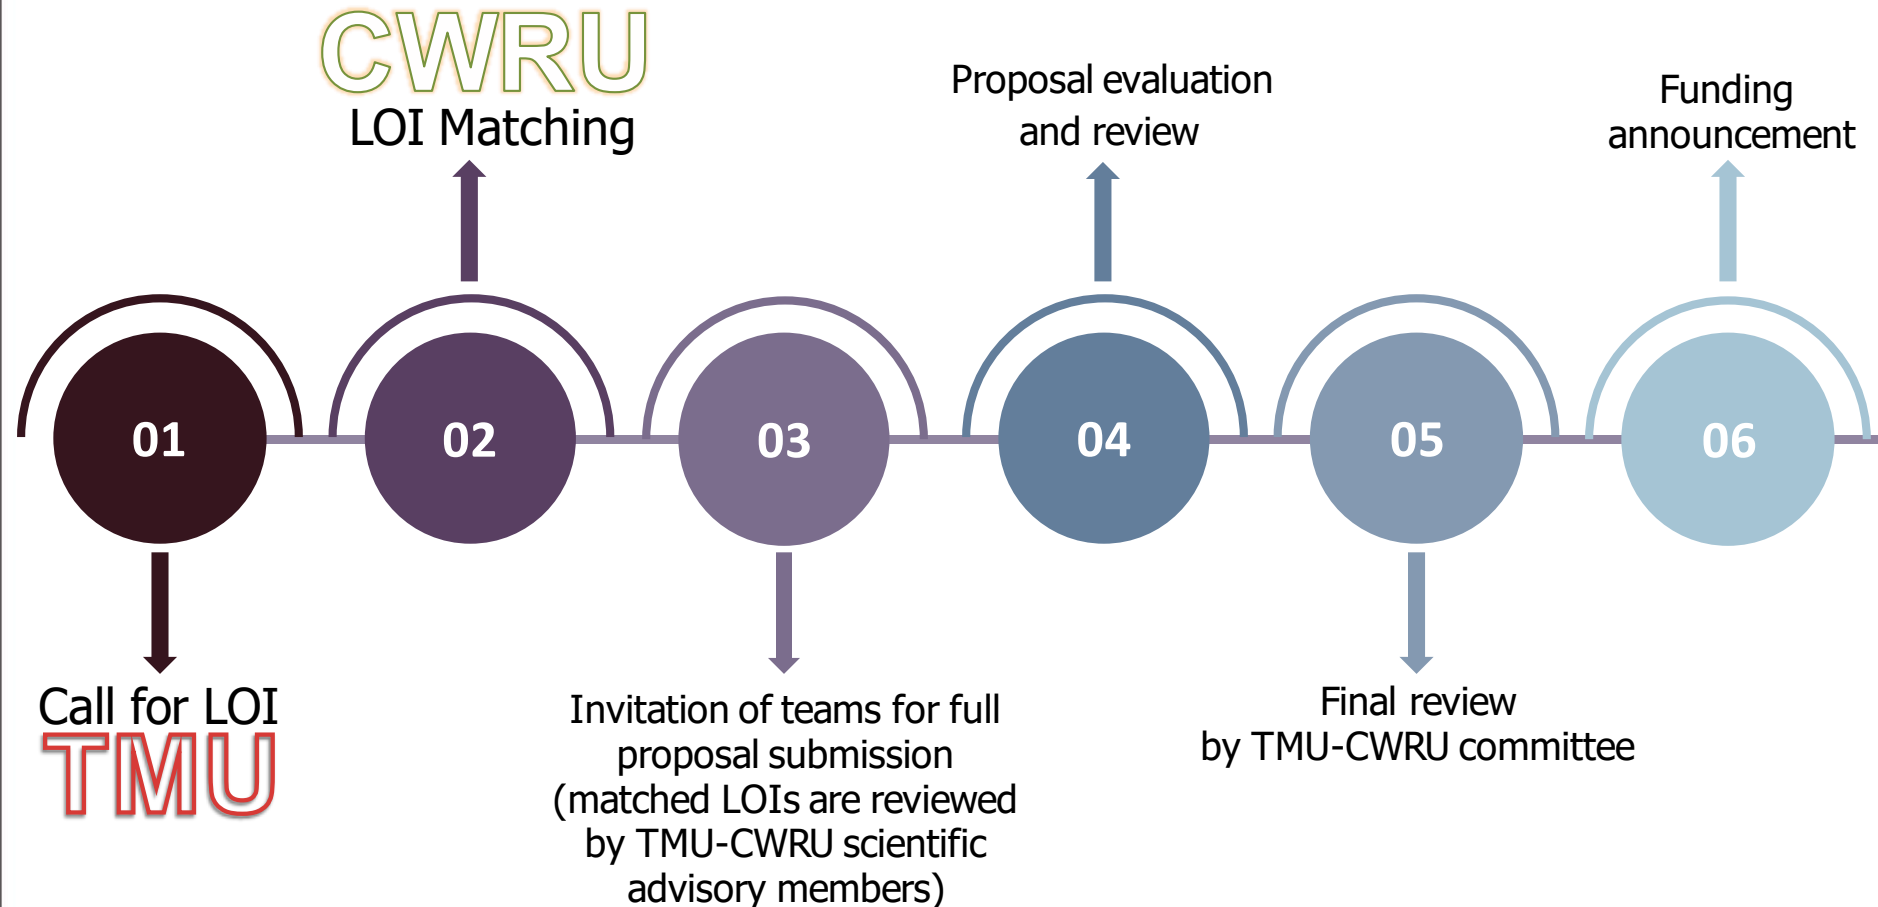 CWRU
LOI Matching
Proposal evaluation
and review
Funding
announcement
01
02
03
04
05
06
Call for LOI
TMU
Invitation of teams for full
proposal submission
(matched LOIs are reviewed
by TMU-CWRU scientific
advisory members)
Final review
by TMU-CWRU committee